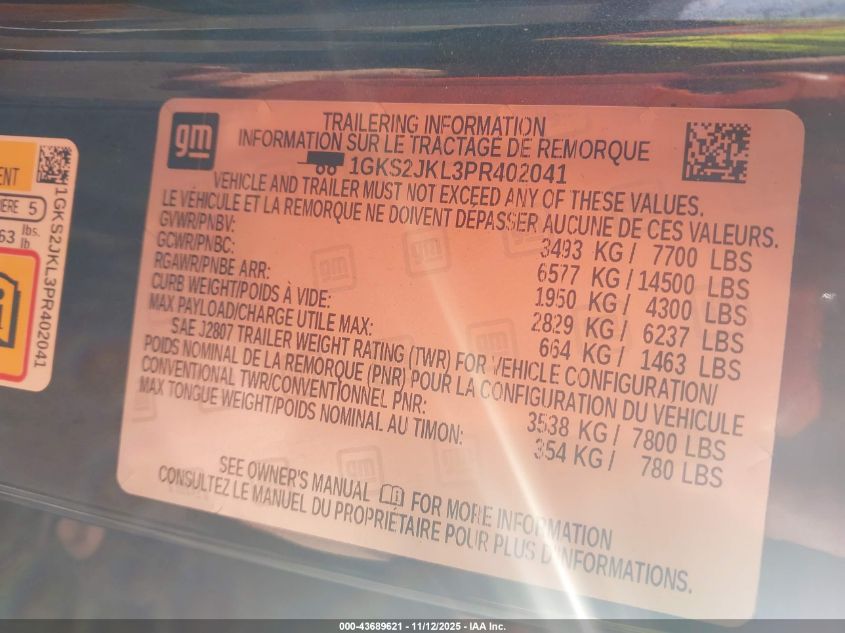 gm
TRAILERING INFORMATION
INFORMATION SUR LE TRACTAGE DE REMORQUE
1GKS2JKL3PR402041
VEHICLE AND TRAILER MUST NOT EXCEED ANY OF THESE VALUES.
LE VÉHICULE ET LA REMORQUE NE DOIVENT DÉPASSER AUCUNE DE CES VALEURS.
GVWR/PNBV: 3493 KG/ 7700 LBS
GCWR/PNBC: 6577 KG/14500 LBS
RGAWR/PNBE ARR: 1950 KG/ 4300 LBS
CURB WEIGHT/POIDS À VIDE: 2829 KG/ 6237 LBS
MAX PAYLOAD/CHARGE UTILE MAX: 664 KG/ 1463 LBS
SAE J2807 TRAILER WEIGHT RATING (TWR) FOR VEHICLE CONFIGURATION/
POIDS NOMINAL DE LA REMORQUE (PNR) POUR LA CONFIGURATION DU VEHICULE
CONVENTIONAL TWR/CONVENTIONNEL PNR: 3538 KG/ 7800 LBS
MAX TONGUE WEIGHT/POIDS NOMINAL AU TIMON: 354 KG/ 780 LBS
SEE OWNER'S MANUAL FOR MORE INFORMATION
CONSULTEZ LE MANUEL DU PROPRIÉTAIRE POUR PLUS D'INFORMATIONS.
ENT
IERE 5
63 lbs.
lb
1GKS2JKL3PR402041
000-43689621 - 11/12/2025 - IAA Inc.